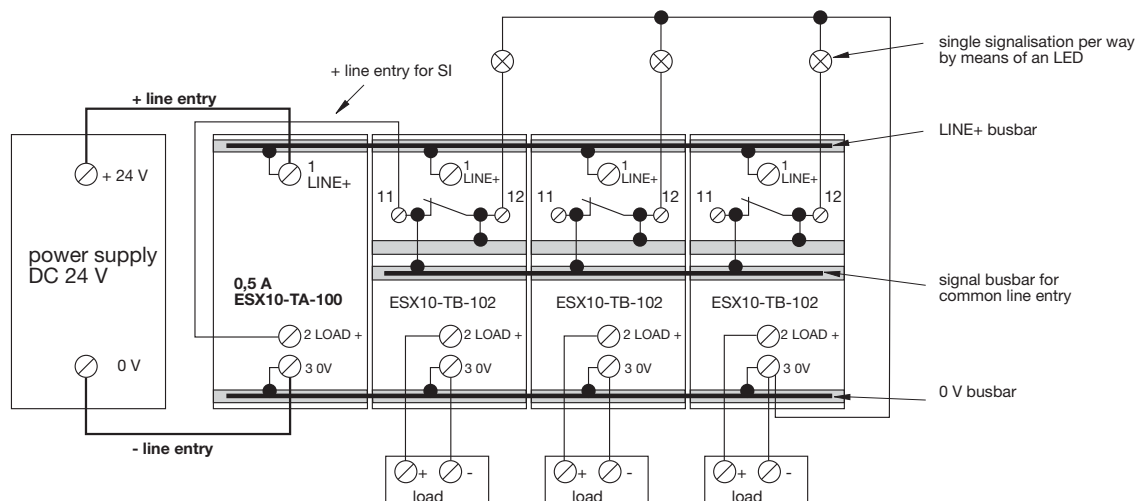 single signalisation per way
by means of an LED
+ line entry for SI
+ line entry
LINE+ busbar
+ 24 V
1
LINE+
1
LINE+
1
LINE+
1
LINE+
11
12
11
12
11
12
power supply
DC 24 V
0,5 A
ESX10-TA-100
ESX10-TB-102
ESX10-TB-102
ESX10-TB-102
signal busbar for
common line entry
2 LOAD +
2 LOAD +
2 LOAD +
2 LOAD +
0 V
3 0V
3 0V
3 0V
3 0V
0 V busbar
- line entry
+ -
load
+ -
load
+ -
load